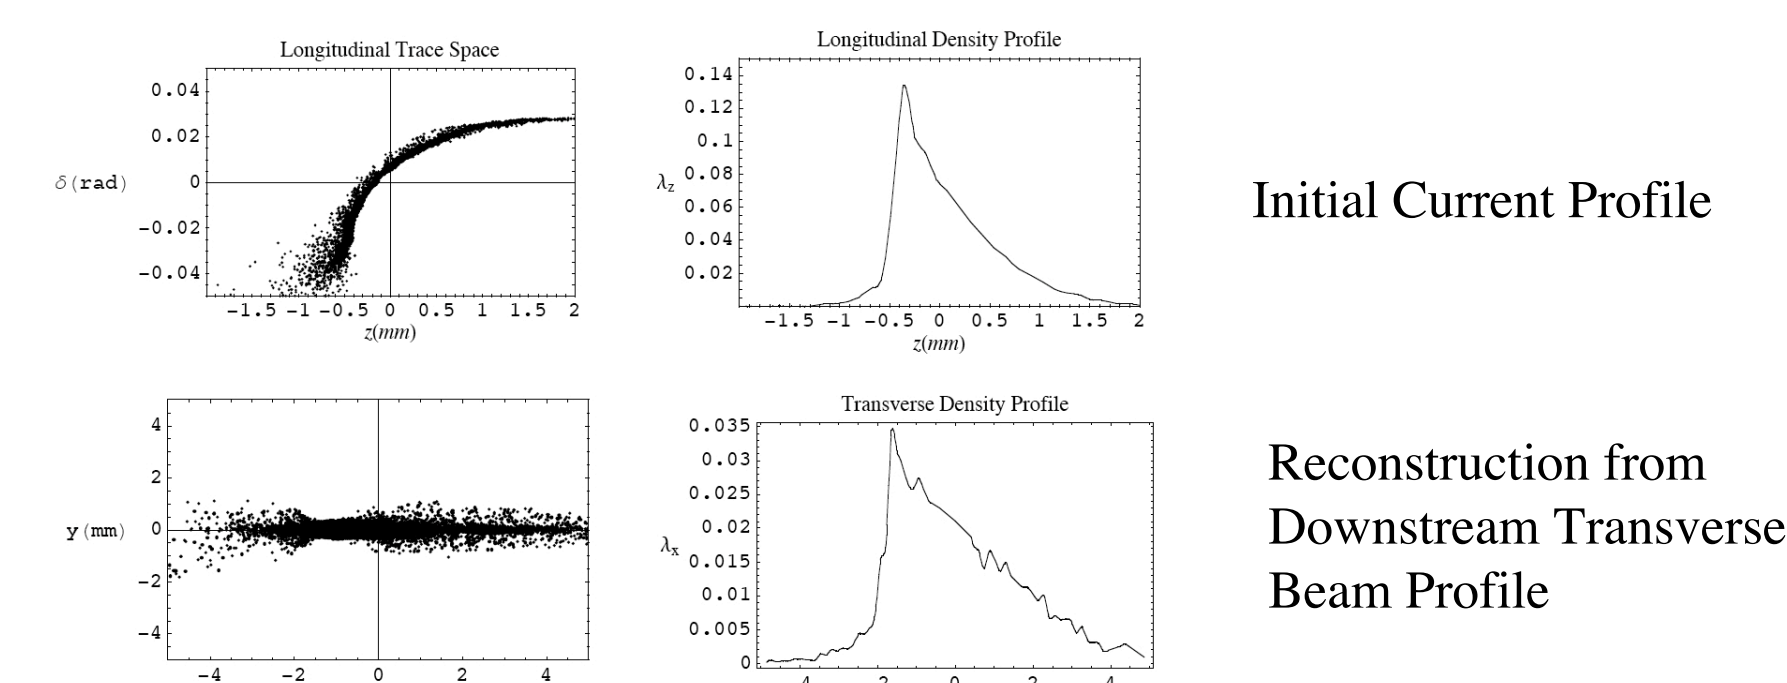 Longitudinal Trace Space
0.04
0.02
0
-0.02
-0.04
δ(rad)
-1.5 -1 -0.5 0 0.5 1 1.5 2
z(mm)
Longitudinal Density Profile
0.14
0.12
0.1
0.08
0.06
0.04
0.02
λz
-1.5 -1 -0.5 0 0.5 1 1.5 2
z(mm)
Initial Current Profile
4
2
0
-2
-4
y(mm)
-4 -2 0 2 4
Transverse Density Profile
0.035
0.03
0.025
0.02
0.015
0.01
0.005
0
λx
Reconstruction from
Downstream Transverse
Beam Profile